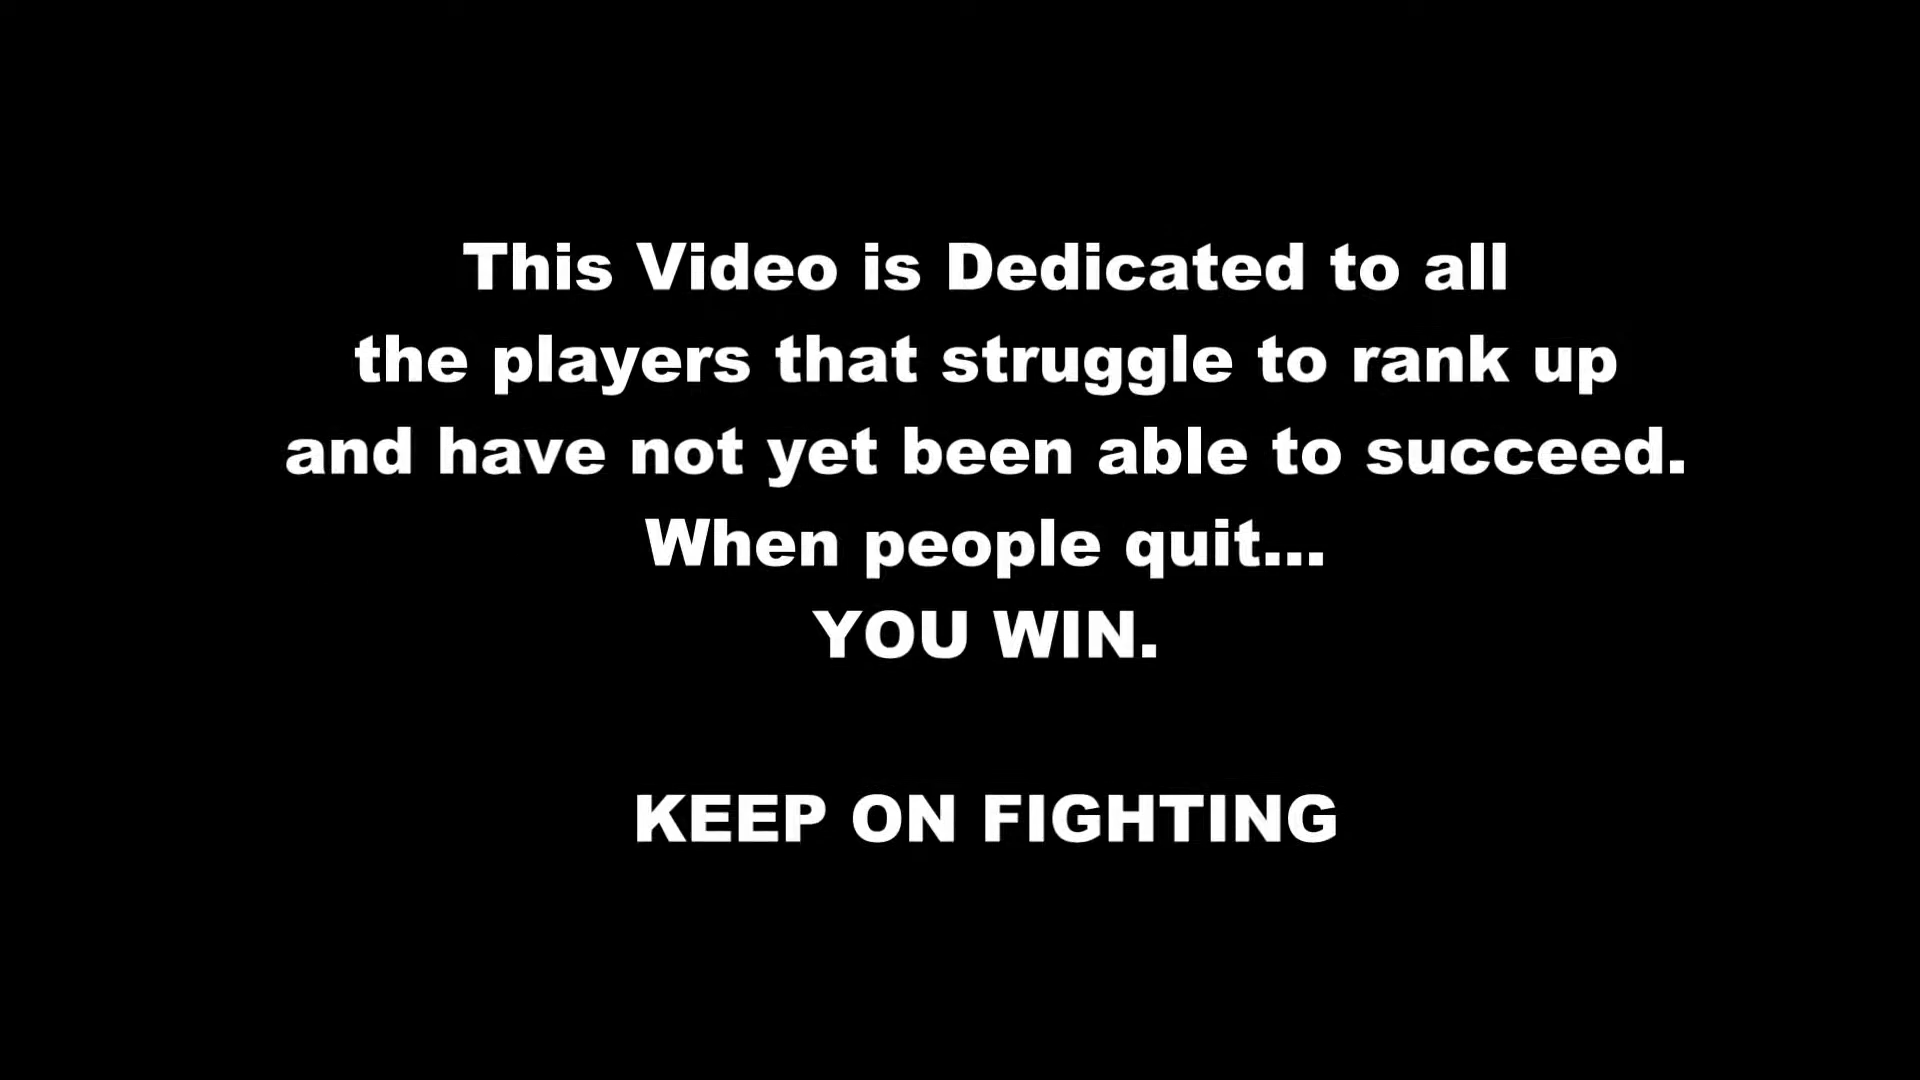 This Video is Dedicated to all
the players that struggle to rank up
and have not yet been able to succeed.
When people quit...
YOU WIN.
KEEP ON FIGHTING